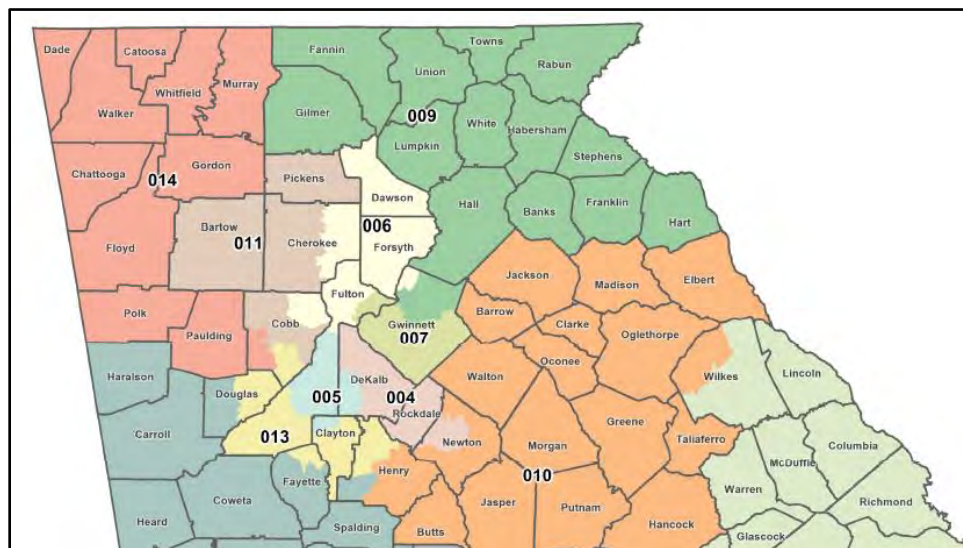 Dade
Catoosa
Fannin
Towns
Union
Rabun
Whitfield
Murray
Walker
Gilmer
009
White
Habersham
Lumpkin
Stephens
Chattooga
014
Gordon
Pickens
Dawson
Hall
Banks
Franklin
Hart
Floyd
Bartow
011
Cherokee
006
Forsyth
Jackson
Madison
Elbert
Fulton
Polk
Paulding
Cobb
Gwinnett
007
Barrow
Clarke
Oglethorpe
Oconee
Haralson
Douglas
005
DeKalb
004
Walton
Wilkes
Lincoln
Rockdale
Carroll
013
Clayton
Newton
Morgan
Greene
Taliaferro
Columbia
McDuffie
Coweta
Fayette
Henry
010
Warren
Richmond
Heard
Spalding
Butts
Jasper
Putnam
Hancock
Glascock